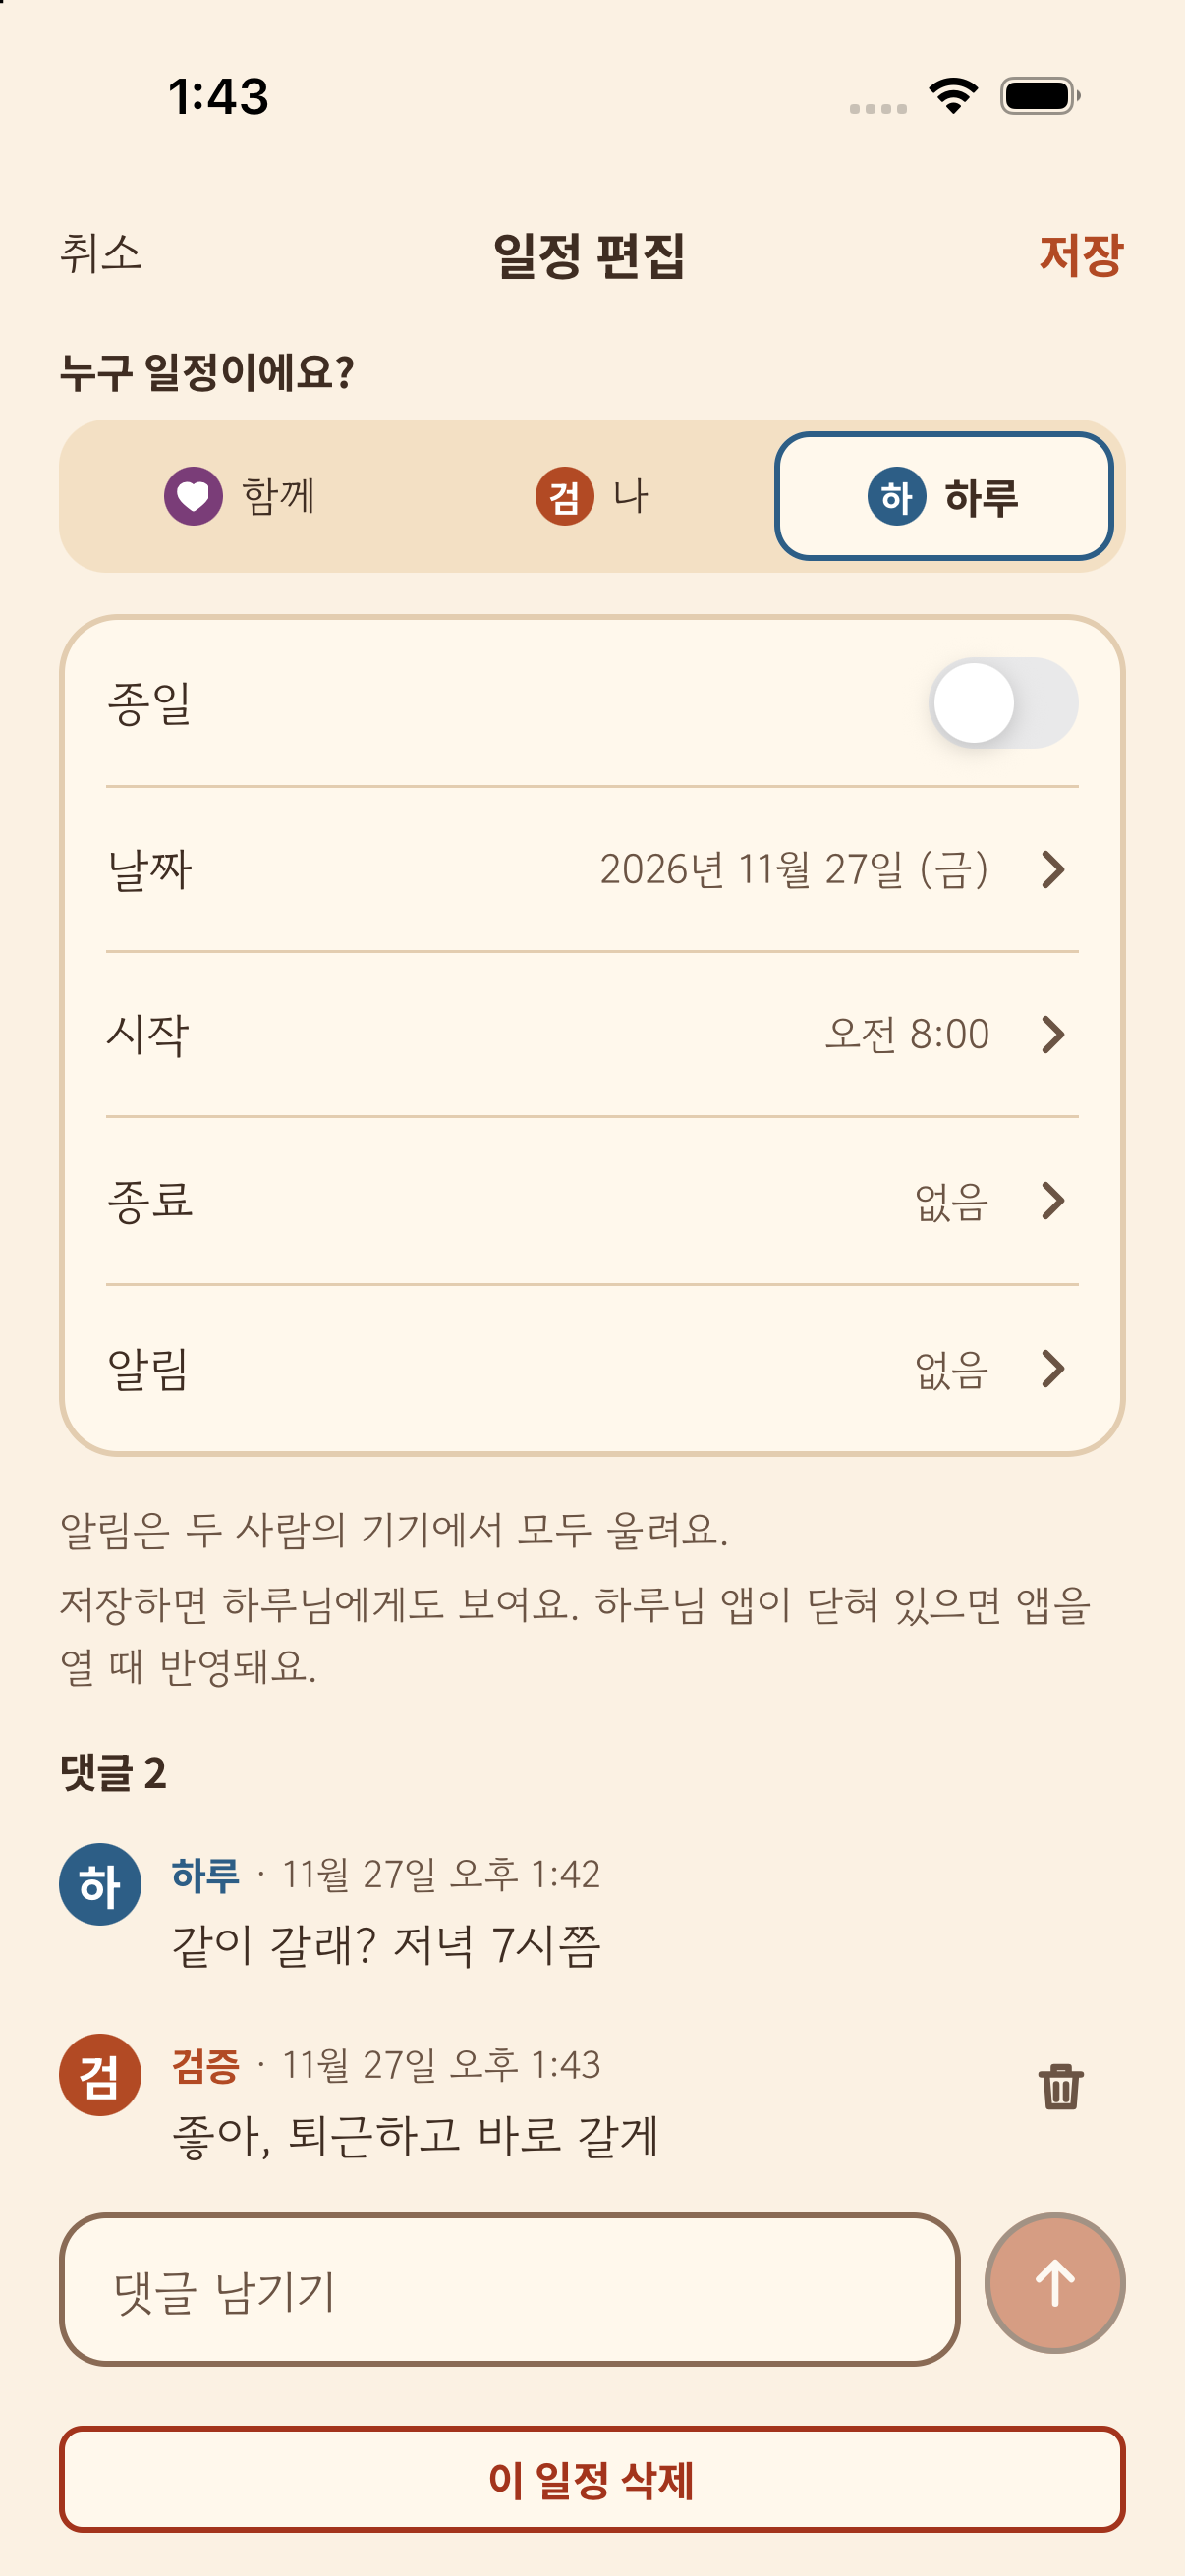 1:43
취소
일정 편집
저장
누구 일정이에요?
함께
검 나
하 하루
종일
날짜 2026년 11월 27일 (금)
시작 오전 8:00
종료 없음
알림 없음
알림은 두 사람의 기기에서 모두 울려요.
저장하면 하루님에게도 보여요. 하루님 앱이 닫혀 있으면 앱을
열 때 반영돼요.
댓글 2
하 하루 · 11월 27일 오후 1:42
같이 갈래? 저녁 7시쯤
검 검증 · 11월 27일 오후 1:43
좋아, 퇴근하고 바로 갈게
댓글 남기기
이 일정 삭제